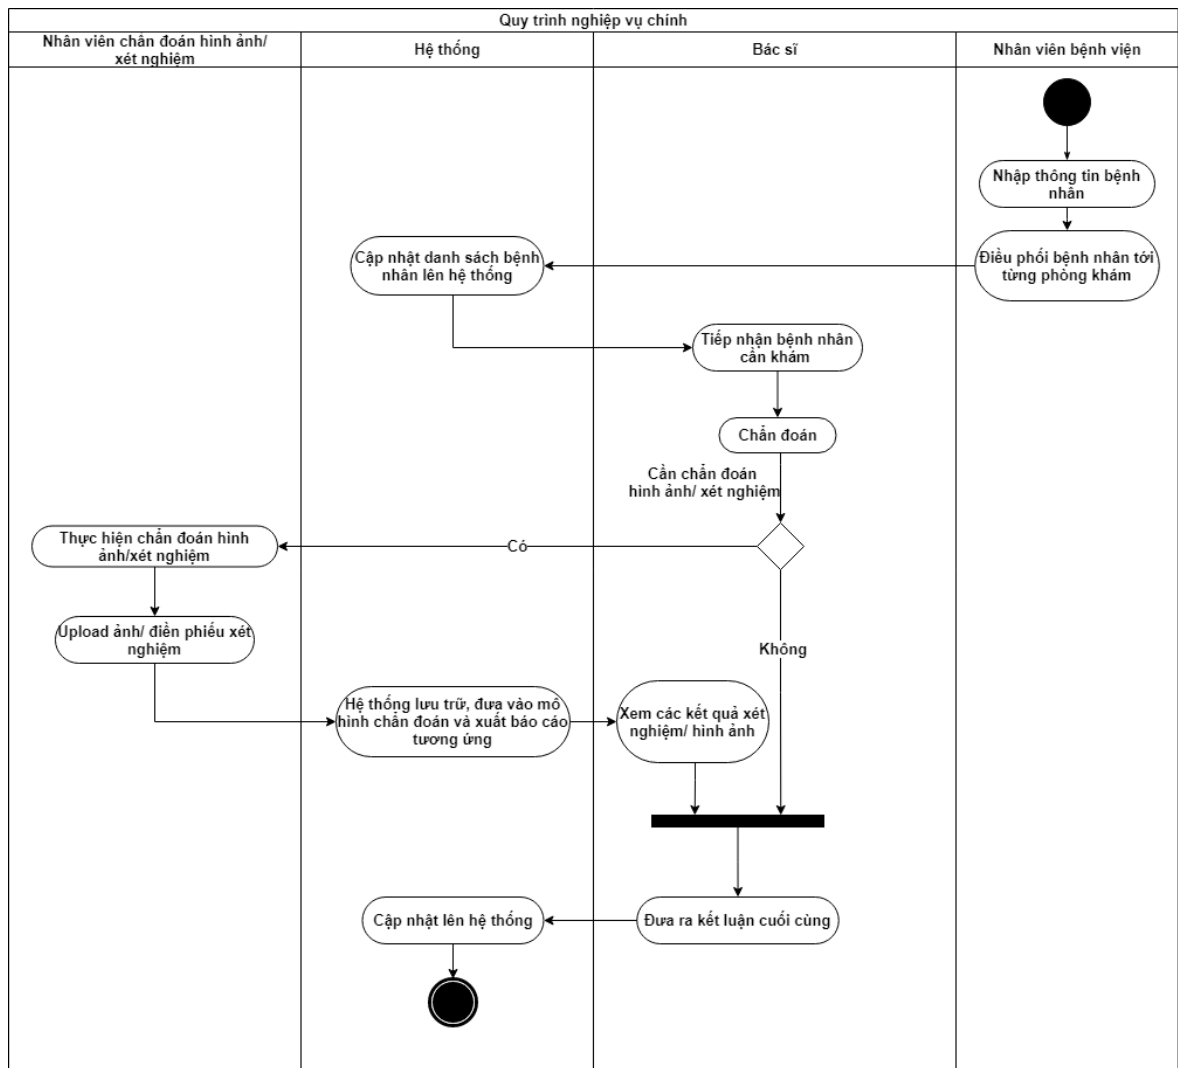 Quy trình nghiệp vụ chính
Nhân viên chẩn đoán hình ảnh/
xét nghiệm
Hệ thống
Bác sĩ
Nhân viên bệnh viện
Nhập thông tin bệnh
nhân
Điều phối bệnh nhân tới
từng phòng khám
Cập nhật danh sách bệnh
nhân lên hệ thống
Tiếp nhận bệnh nhân
cần khám
Chẩn đoán
Cần chẩn đoán
hình ảnh/ xét nghiệm
Có
Thực hiện chẩn đoán hình
ảnh/xét nghiệm
Upload ảnh/ điền phiếu xét
nghiệm
Không
Hệ thống lưu trữ, đưa vào mô
hình chẩn đoán và xuất báo cáo
tương ứng
Xem các kết quả xét
nghiệm/ hình ảnh
Đưa ra kết luận cuối cùng
Cập nhật lên hệ thống